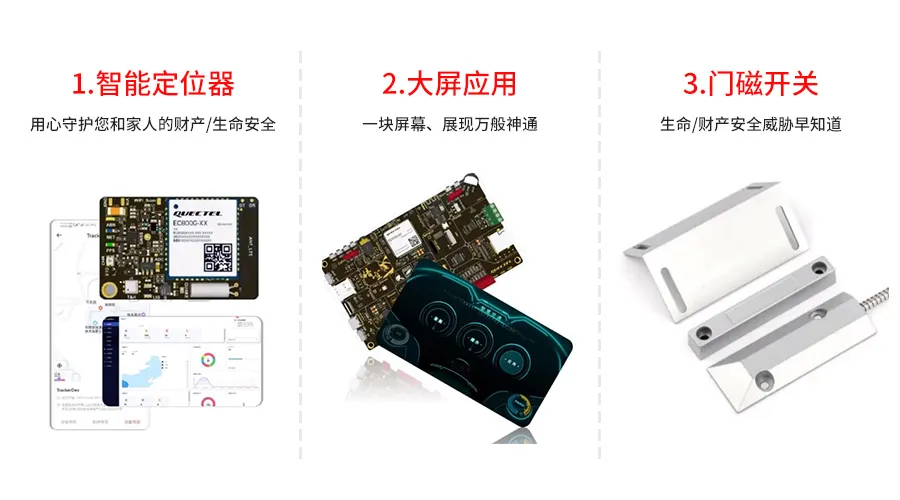 1.智能定位器
用心守护您和家人的财产/生命安全
QUECTEL
EC800G-XX
2.大屏应用
一块屏幕、展现万般神通
3.门磁开关
生命/财产安全威胁早知道